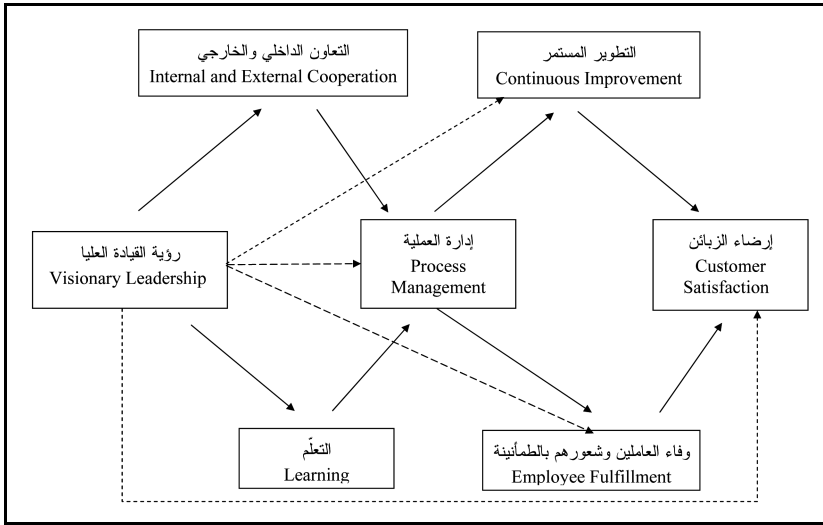 التعاون الداخلي والخارجي
Internal and External Cooperation
التطوير المستمر
Continuous Improvement
رؤية القيادة العليا
Visionary Leadership
إدارة العملية
Process
Management
إرضاء الزبائن
Customer
Satisfaction
التعلّم
Learning
وفاء العاملين وشعورهم بالطمأنينة
Employee Fulfillment